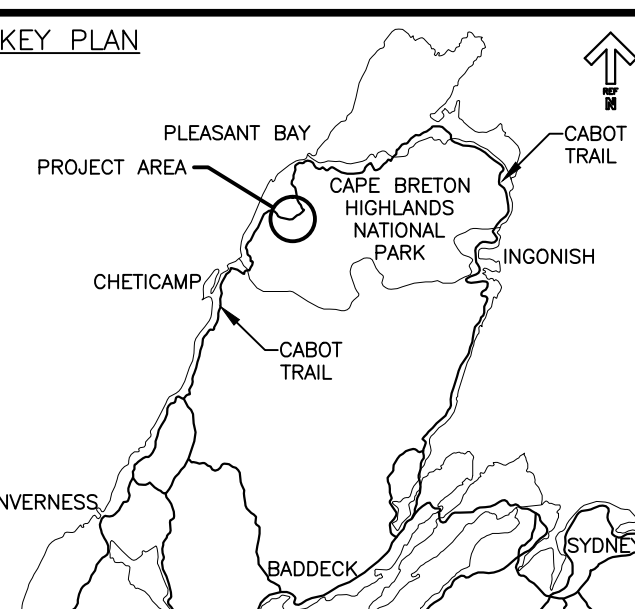 KEY PLAN
REF
N
PLEASANT BAY
CABOT
TRAIL
PROJECT AREA
CAPE BRETON
HIGHLANDS
NATIONAL
PARK
INGONISH
CHETICAMP
CABOT
TRAIL
NVERNESS
SYDNEY
BADDECK